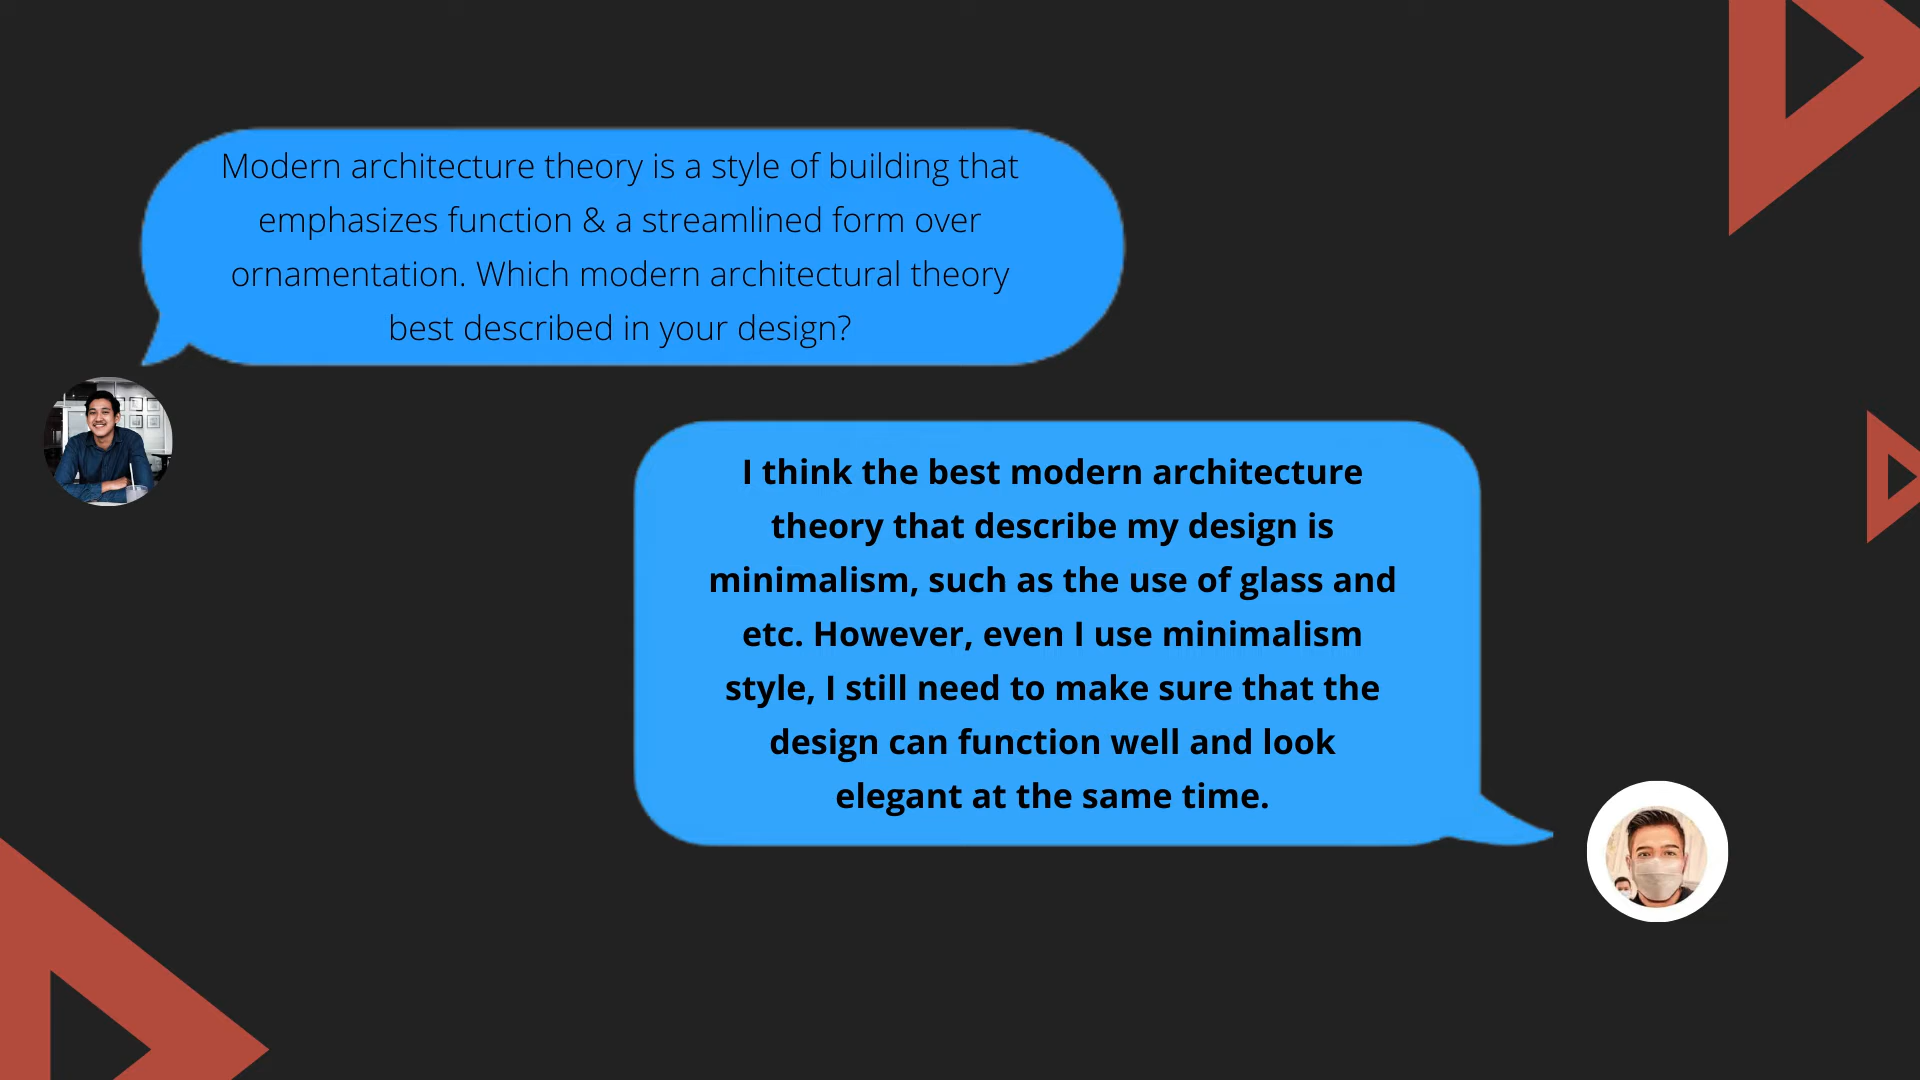 Modern architecture theory is a style of building that
emphasizes function & a streamlined form over
ornamentation. Which modern architectural theory
best described in your design?
I think the best modern architecture
theory that describe my design is
minimalism, such as the use of glass and
etc. However, even I use minimalism
style, I still need to make sure that the
design can function well and look
elegant at the same time.